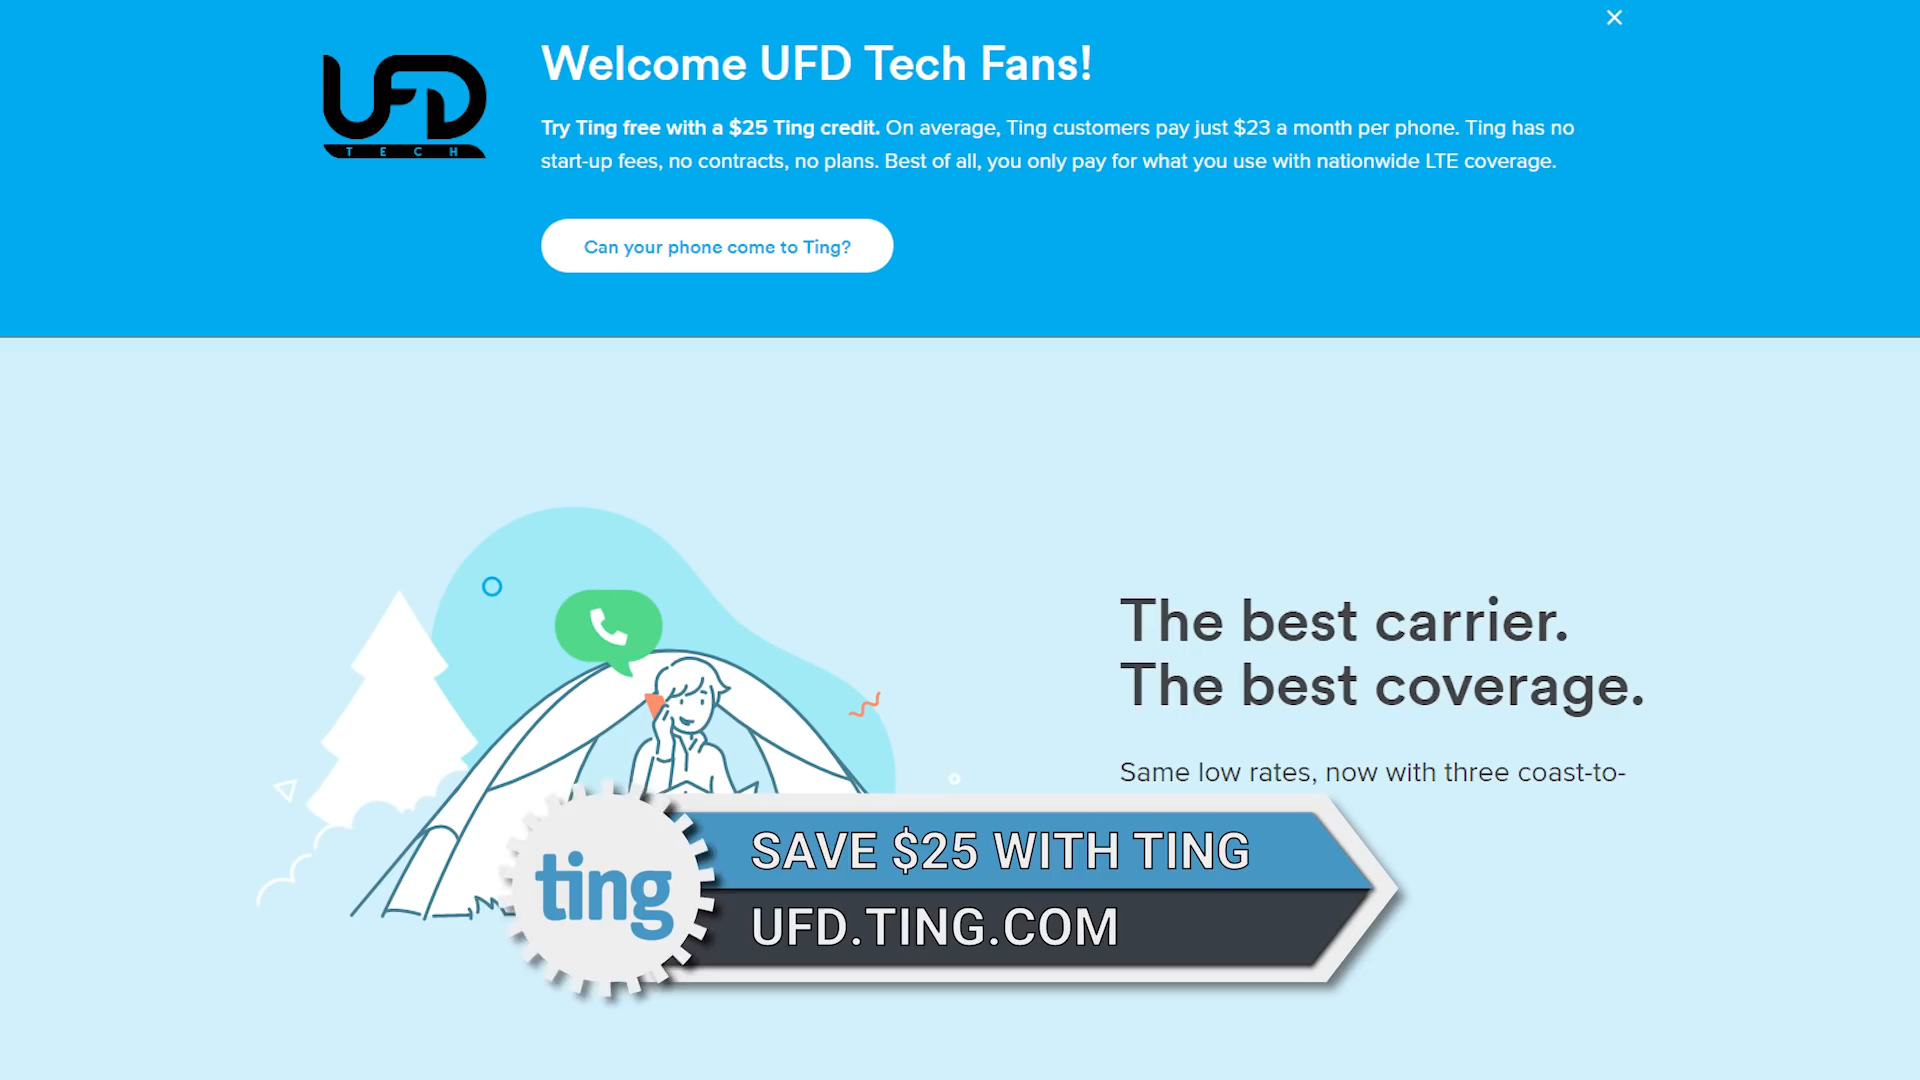 Welcome UFD Tech Fans!
UFD
TECH
Try Ting free with a $25 Ting credit. On average, Ting customers pay just $23 a month per phone. Ting has no
start-up fees, no contracts, no plans. Best of all, you only pay for what you use with nationwide LTE coverage.
Can your phone come to Ting?
The best carrier.
The best coverage.
Same low rates, now with three coast-to-
ting
SAVE $25 WITH TING
UFD.TING.COM